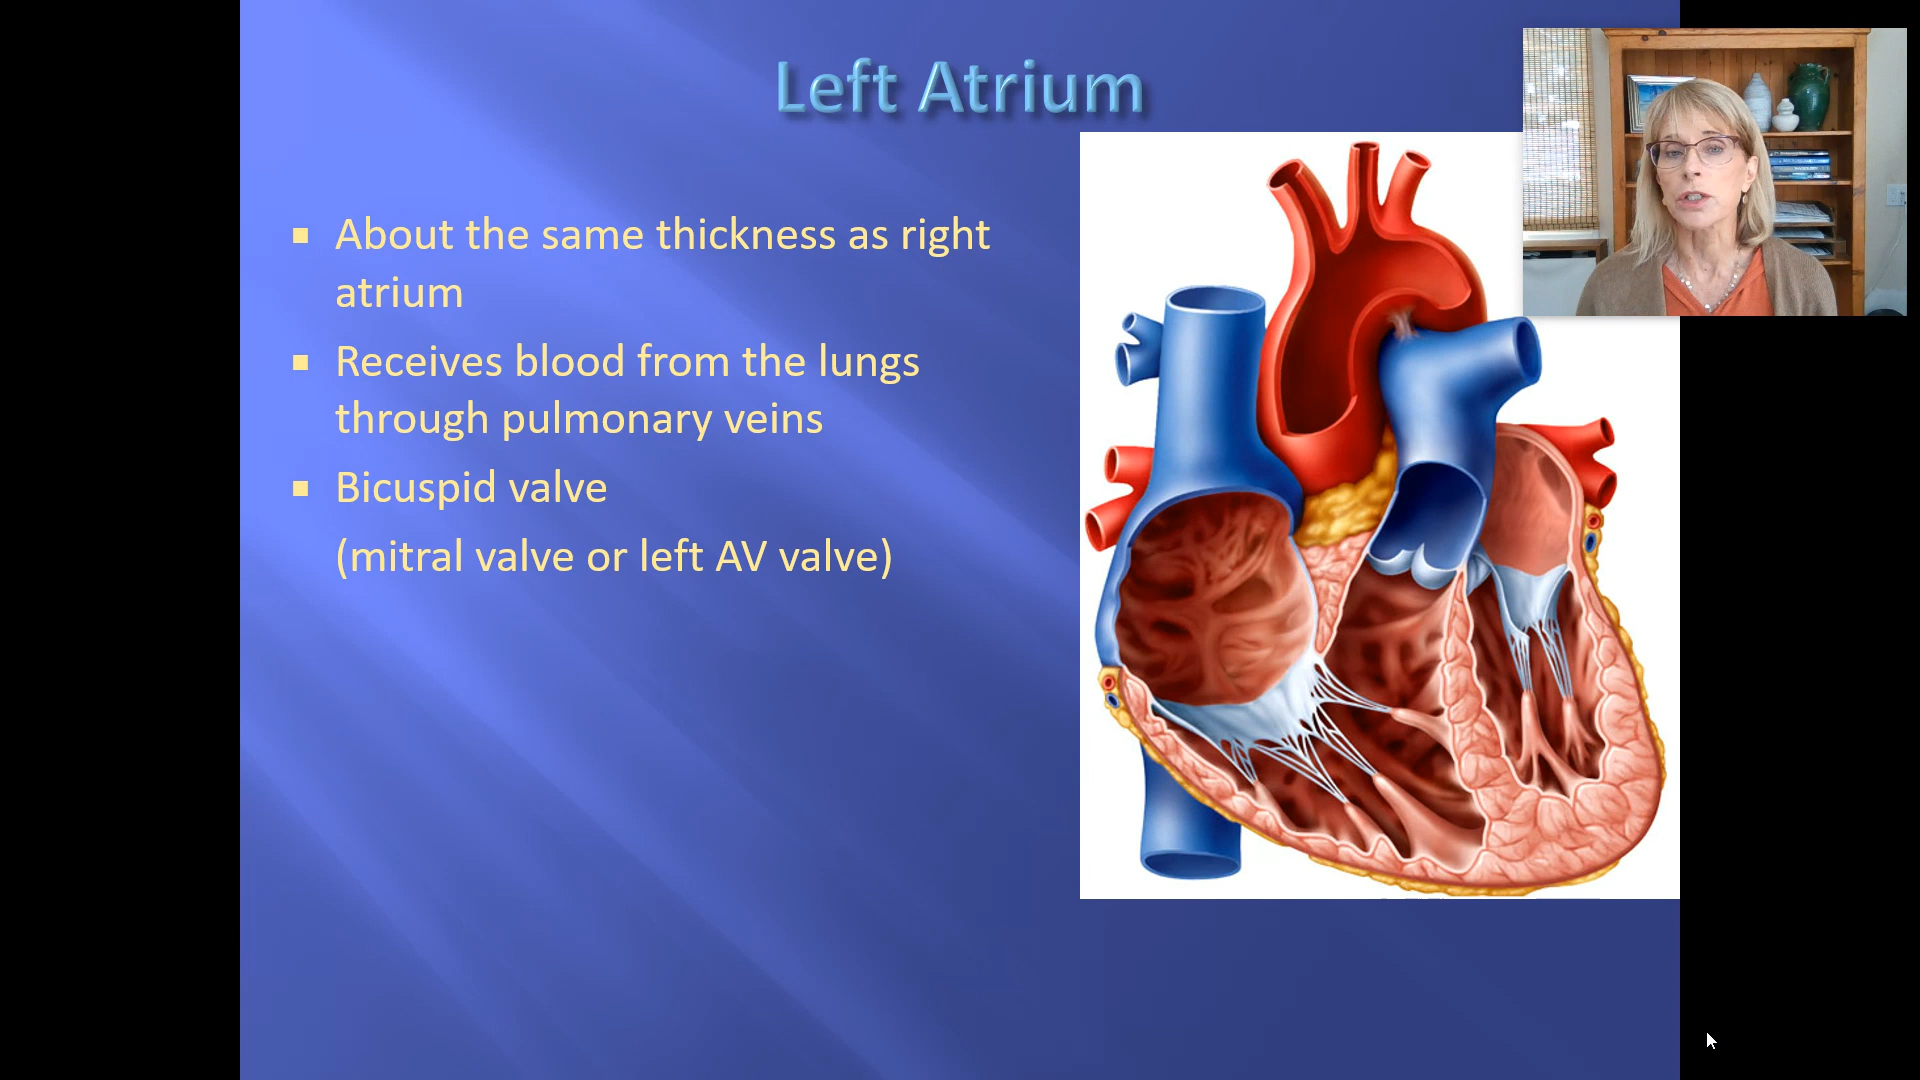 Left Atrium
About the same thickness as right
atrium
Receives blood from the lungs
through pulmonary veins
Bicuspid valve
(mitral valve or left AV valve)